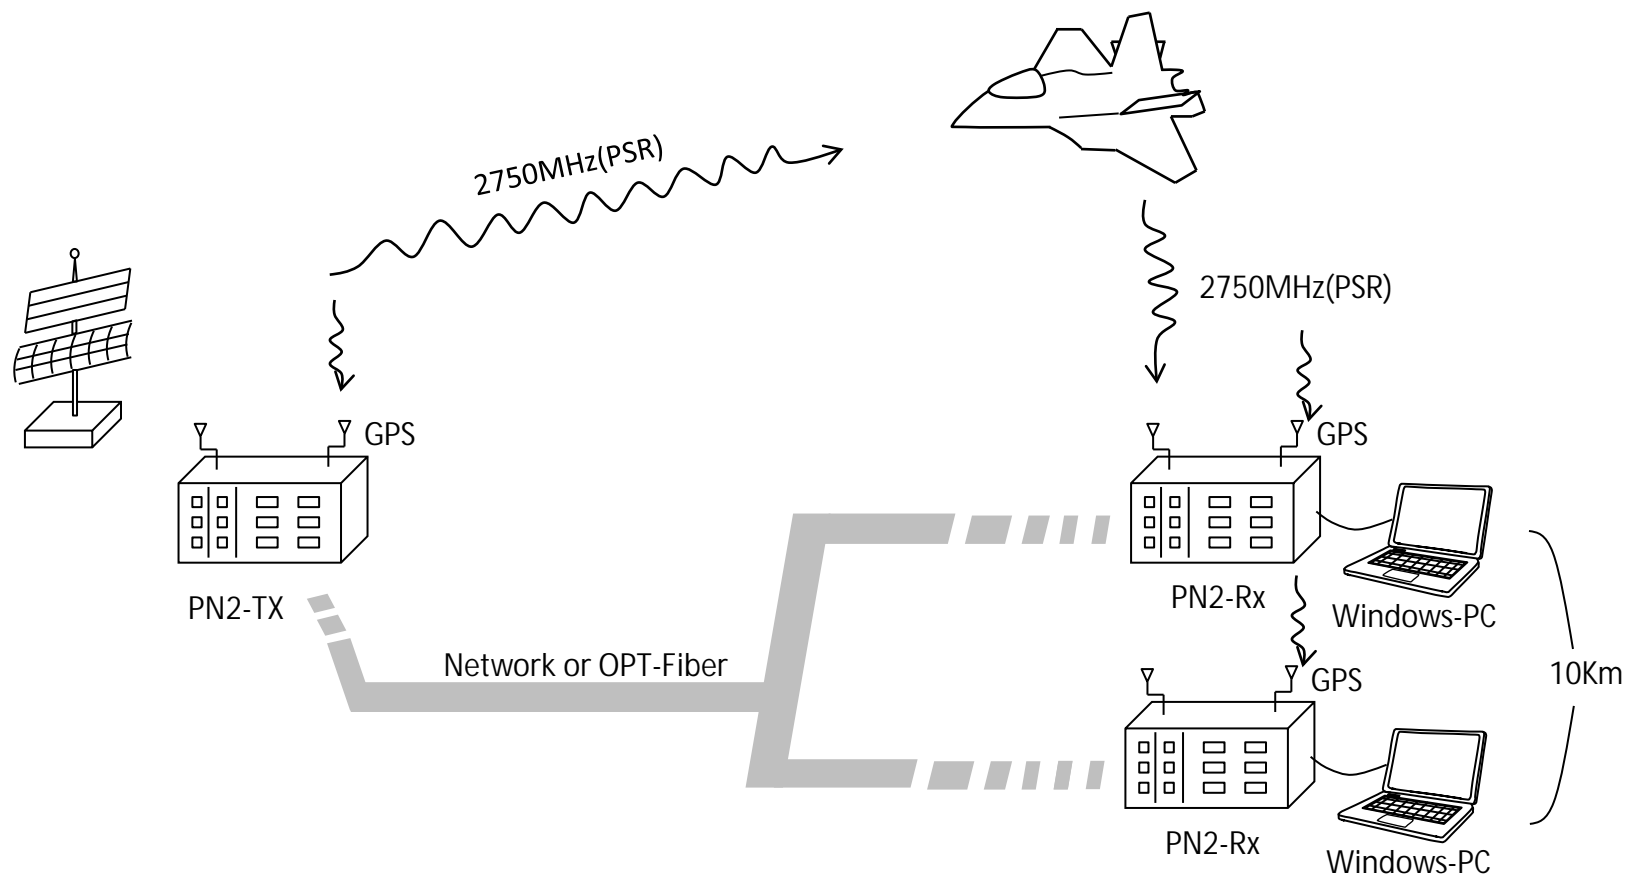 2750MHz(PSR)
2750MHz(PSR)
GPS
GPS
PN2-TX
PN2-Rx
Windows-PC
Network or OPT-Fiber
10Km
GPS
PN2-Rx
Windows-PC